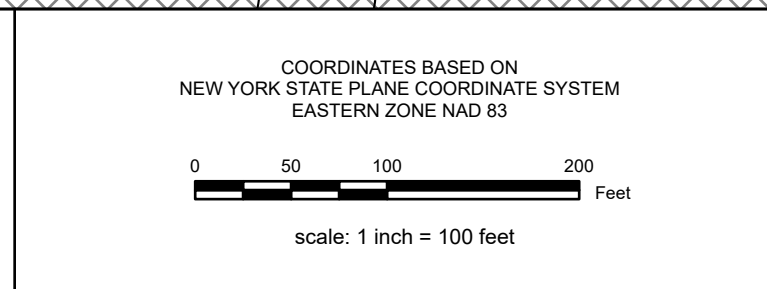 COORDINATES BASED ON
NEW YORK STATE PLANE COORDINATE SYSTEM
EASTERN ZONE NAD 83
0 50 100 200
Feet
scale: 1 inch = 100 feet